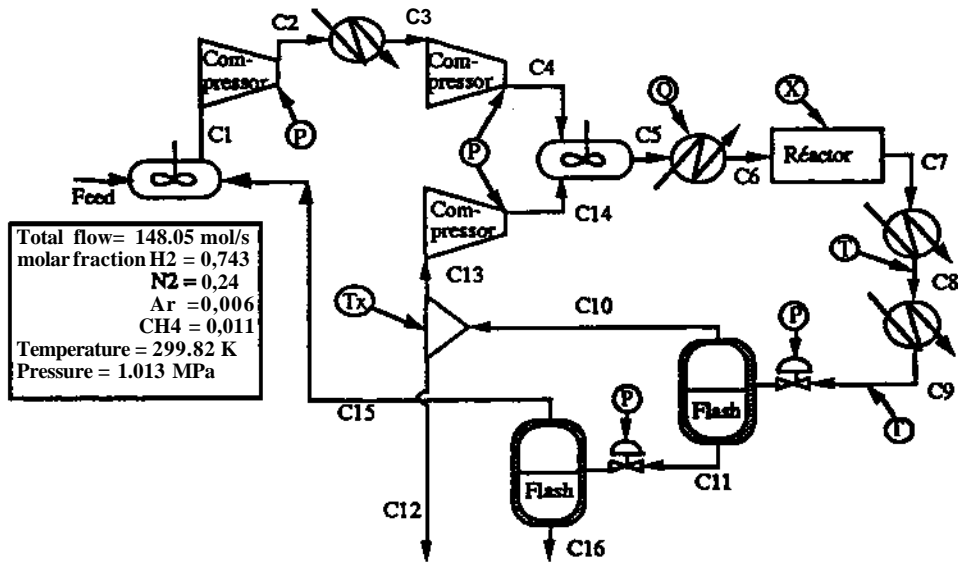 C2
C3
Com-
pressor
Com-
pressor
C4
C1
P
Q
X
P
C5
Réactor
C7
C6
Feed
C14
Com-
pressor
Total flow= 148.05 mol/s
molar fraction H2 = 0,743
N2 = 0,24
Ar =0,006
CH4 = 0,011
Temperature = 299.82 K
Pressure = 1.013 MPa
T
C13
C8
Tx
C10
P
C9
Flash
T
C15
P
C11
Flash
C12
C16